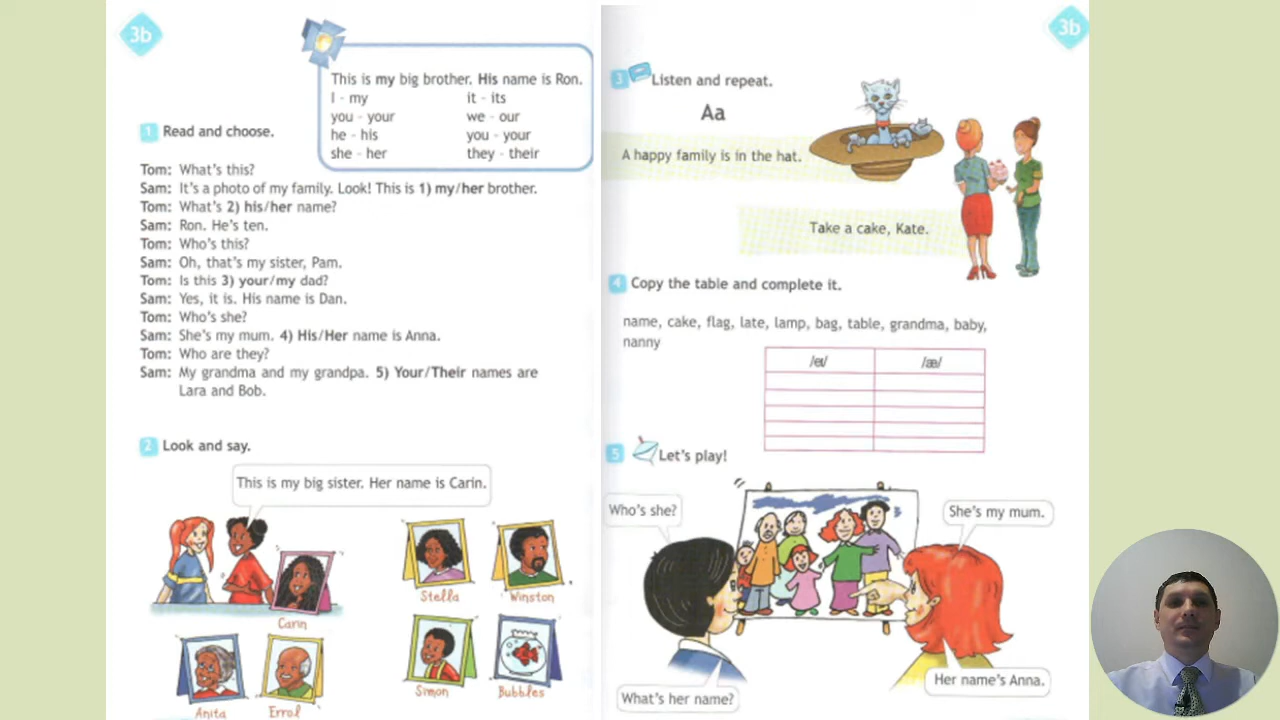 3b
This is my big brother. His name is Ron.
I - my
it - its
you - your
we - our
he - his
you - your
she - her
they - their
1 Read and choose.
Tom: What's this?
Sam: It's a photo of my family. Look! This is 1) my/her brother.
Tom: What's 2) his/her name?
Sam: Ron. He's ten.
Tom: Who's this?
Sam: Oh, that's my sister, Pam.
Tom: Is this 3) your/my dad?
Sam: Yes, it is. His name is Dan.
Tom: Who's she?
Sam: She's my mum. 4) His/Her name is Anna.
Tom: Who are they?
Sam: My grandma and my grandpa. 5) Your/Their names are
Lara and Bob.
2 Look and say.
This is my big sister. Her name is Carin.
Carin
Stella
Winston
Anita
Errol
Simon
Bubbles
3b
3 Listen and repeat.
Aa
A happy family is in the hat.
Take a cake, Kate.
4 Copy the table and complete it.
name, cake, flag, late, lamp, bag, table, grandma, baby,
nanny
/eɪ/
/æ/
5 Let's play!
Who's she?
She's my mum.
What's her name?
Her name's Anna.